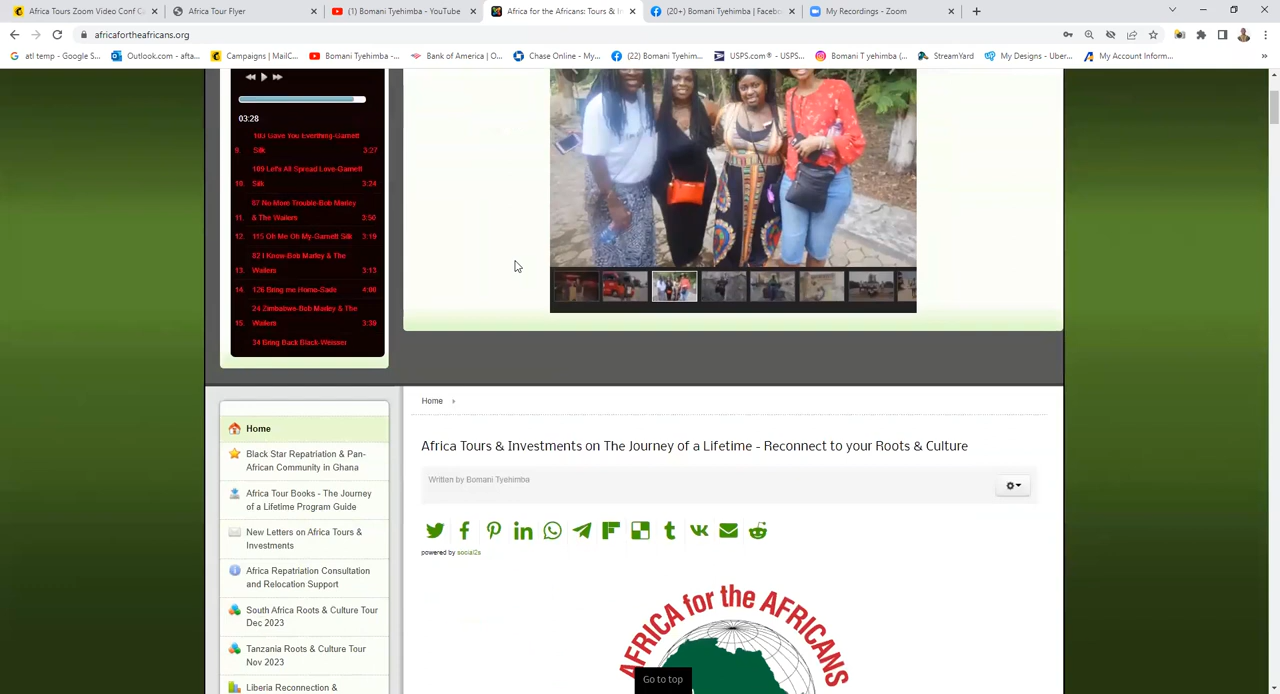 Africa Tours Zoom Video Conf C
Africa Tour Flyer
(1) Bomani Tyehimba - YouTube
Africa for the Africans: Tours & In
(20+) Bomani Tyehimba | Facebo
My Recordings - Zoom
africafortheafricans.org
atl temp - Google S...
Outlook.com - afta...
Campaigns | MailC...
Bomani Tyehimba -...
Bank of America | O...
Chase Online - My...
(22) Bomani Tyehim...
USPS.com® - USPS...
Bomani T yehimba...
StreamYard
My Designs - Uber...
My Account Inform...
03:28
103 Gave You Everthing-Garnett
9. Silk 3:27
109 Let's All Spread Love-Garnett
10. Silk 3:24
87 No More Trouble-Bob Marley
11. & The Wailers 3:50
12. 115 Oh Me Oh My-Garnett Silk 3:19
82 I Know-Bob Marley & The
13. Wailers 3:13
14. 126 Bring me Home-Sade 4:08
24 Zimbabwe-Bob Marley & The
15. Wailers 3:39
34 Bring Back Black-Weisser
Home
Black Star Repatriation & Pan-
African Community in Ghana
Africa Tour Books - The Journey
of a Lifetime Program Guide
New Letters on Africa Tours &
Investments
Africa Repatriation Consultation
and Relocation Support
South Africa Roots & Culture Tour
Dec 2023
Tanzania Roots & Culture Tour
Nov 2023
Liberia Reconnection &
Home
Africa Tours & Investments on The Journey of a Lifetime - Reconnect to your Roots & Culture
Written by Bomani Tyehimba
powered by social2s
AFRICA for the AFRICANS
Go to top